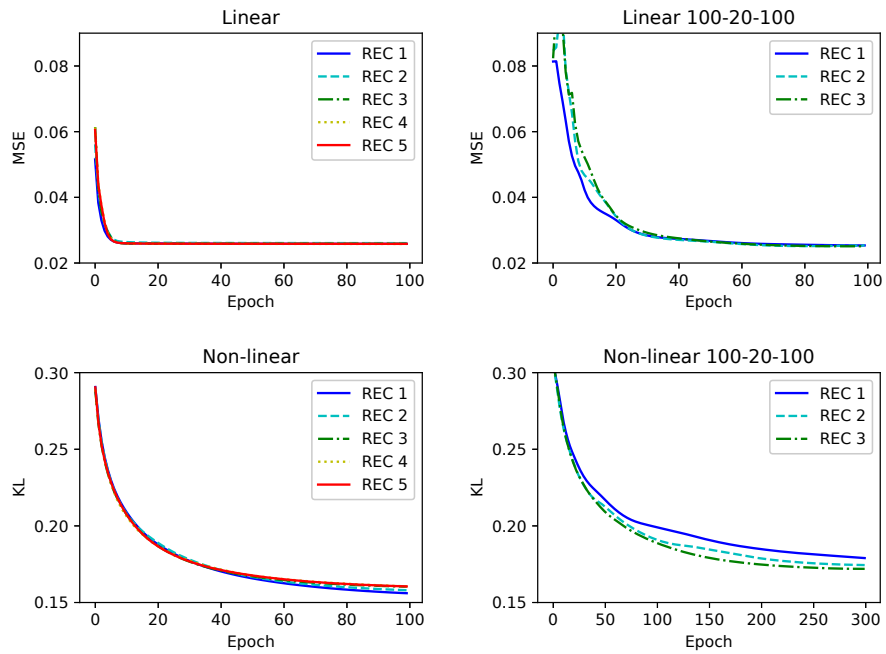 Linear
MSE
0.08
0.06
0.04
0.02
0 20 40 60 80 100
Epoch
REC 1
REC 2
REC 3
REC 4
REC 5
Linear 100-20-100
MSE
0.08
0.06
0.04
0.02
0 20 40 60 80 100
Epoch
REC 1
REC 2
REC 3
Non-linear
KL
0.30
0.25
0.20
0.15
0 20 40 60 80 100
Epoch
REC 1
REC 2
REC 3
REC 4
REC 5
Non-linear 100-20-100
KL
0.30
0.25
0.20
0.15
0 50 100 150 200 250 300
Epoch
REC 1
REC 2
REC 3